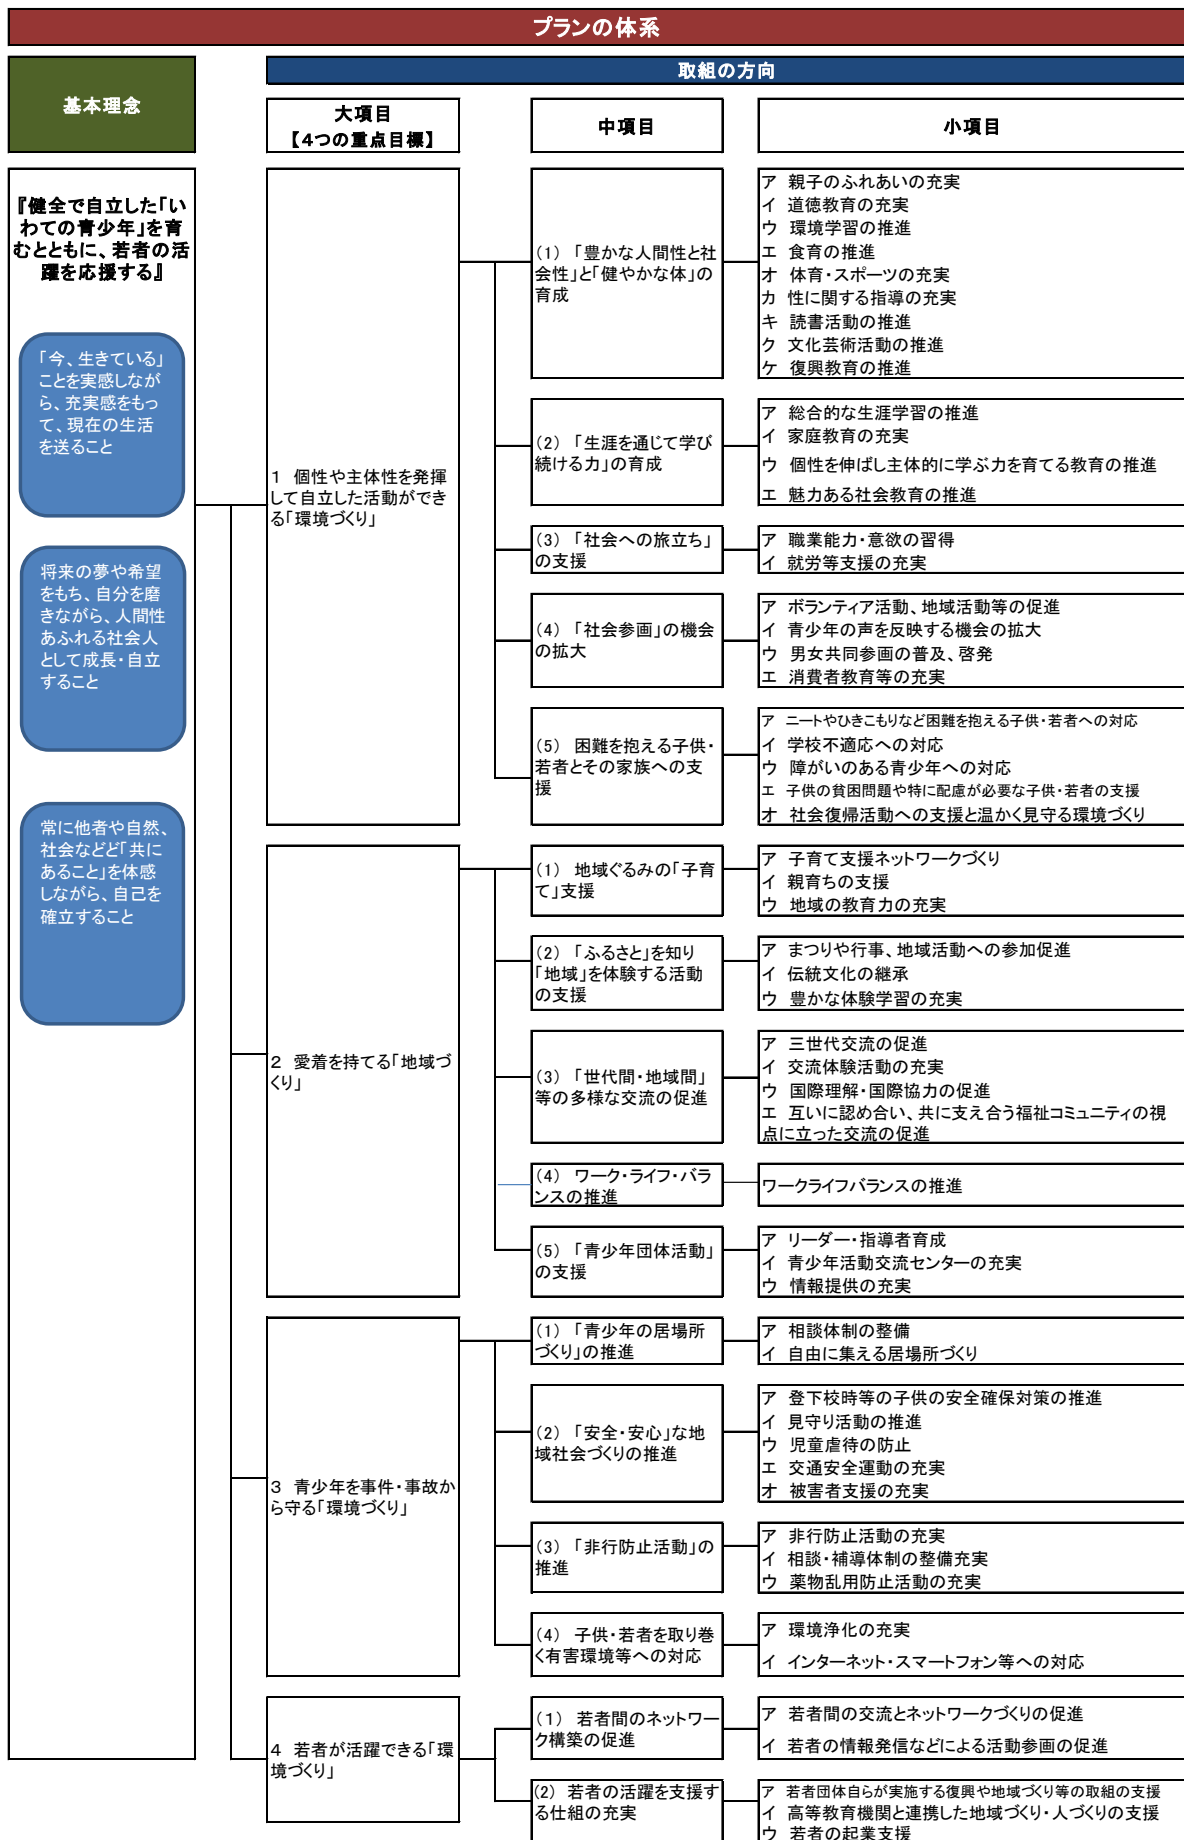 プランの体系
基本理念
取組の方向
大項目
【4つの重点目標】
中項目
小項目
『健全で自立した「い
わての青少年」を育
むとともに、若者の活
躍を応援する』
「今、生きている」
ことを実感しなが
ら、充実感をもっ
て、現在の生活
を送ること
将来の夢や希望
をもち、自分を磨
きながら、人間性
あふれる社会人
として成長・自立
すること
常に他者や自然、
社会などど「共に
あること」を体感
しながら、自己を
確立すること
1 個性や主体性を発揮
して自立した活動ができ
る「環境づくり」
(1) 「豊かな人間性と社
会性」と「健やかな体」の
育成
ア 親子のふれあいの充実
イ 道徳教育の充実
ウ 環境学習の推進
エ 食育の推進
オ 体育・スポーツの充実
カ 性に関する指導の充実
キ 読書活動の推進
ク 文化芸術活動の推進
ケ 復興教育の推進
(2) 「生涯を通じて学び
続ける力」の育成
ア 総合的な生涯学習の推進
イ 家庭教育の充実
ウ 個性を伸ばし主体的に学ぶ力を育てる教育の推進
エ 魅力ある社会教育の推進
(3) 「社会への旅立ち」
の支援
ア 職業能力・意欲の習得
イ 就労等支援の充実
(4) 「社会参画」の機会
の拡大
ア ボランティア活動、地域活動等の促進
イ 青少年の声を反映する機会の拡大
ウ 男女共同参画の普及、啓発
エ 消費者教育等の充実
(5) 困難を抱える子供・
若者とその家族への支
援
ア ニートやひきこもりなど困難を抱える子供・若者への対応
イ 学校不適応への対応
ウ 障がいのある青少年への対応
エ 子供の貧困問題や特に配慮が必要な子供・若者の支援
オ 社会復帰活動への支援と温かく見守る環境づくり
2 愛着を持てる「地域づ
くり」
(1) 地域ぐるみの「子育
て」支援
ア 子育て支援ネットワークづくり
イ 親育ちの支援
ウ 地域の教育力の充実
(2) 「ふるさと」を知り
「地域」を体験する活動
の支援
ア まつりや行事、地域活動への参加促進
イ 伝統文化の継承
ウ 豊かな体験学習の充実
(3) 「世代間・地域間」
等の多様な交流の促進
ア 三世代交流の促進
イ 交流体験活動の充実
ウ 国際理解・国際協力の促進
エ 互いに認め合い、共に支え合う福祉コミュニティの視
点に立った交流の促進
(4) ワーク・ライフ・バラ
ンスの推進
ワークライフバランスの推進
(5) 「青少年団体活動」
の支援
ア リーダー・指導者育成
イ 青少年活動交流センターの充実
ウ 情報提供の充実
3 青少年を事件・事故か
ら守る「環境づくり」
(1) 「青少年の居場所
づくり」の推進
ア 相談体制の整備
イ 自由に集える居場所づくり
(2) 「安全・安心」な地
域社会づくりの推進
ア 登下校時等の子供の安全確保対策の推進
イ 見守り活動の推進
ウ 児童虐待の防止
エ 交通安全運動の充実
オ 被害者支援の充実
(3) 「非行防止活動」の
推進
ア 非行防止活動の充実
イ 相談・補導体制の整備充実
ウ 薬物乱用防止活動の充実
(4) 子供・若者を取り巻
く有害環境等への対応
ア 環境浄化の充実
イ インターネット・スマートフォン等への対応
4 若者が活躍できる「環
境づくり」
(1) 若者間のネットワー
ク構築の促進
ア 若者間の交流とネットワークづくりの促進
イ 若者の情報発信などによる活動参画の促進
(2) 若者の活躍を支援す
る仕組の充実
ア 若者団体自らが実施する復興や地域づくり等の取組の支援
イ 高等教育機関と連携した地域づくり・人づくりの支援
ウ 若者の起業支援